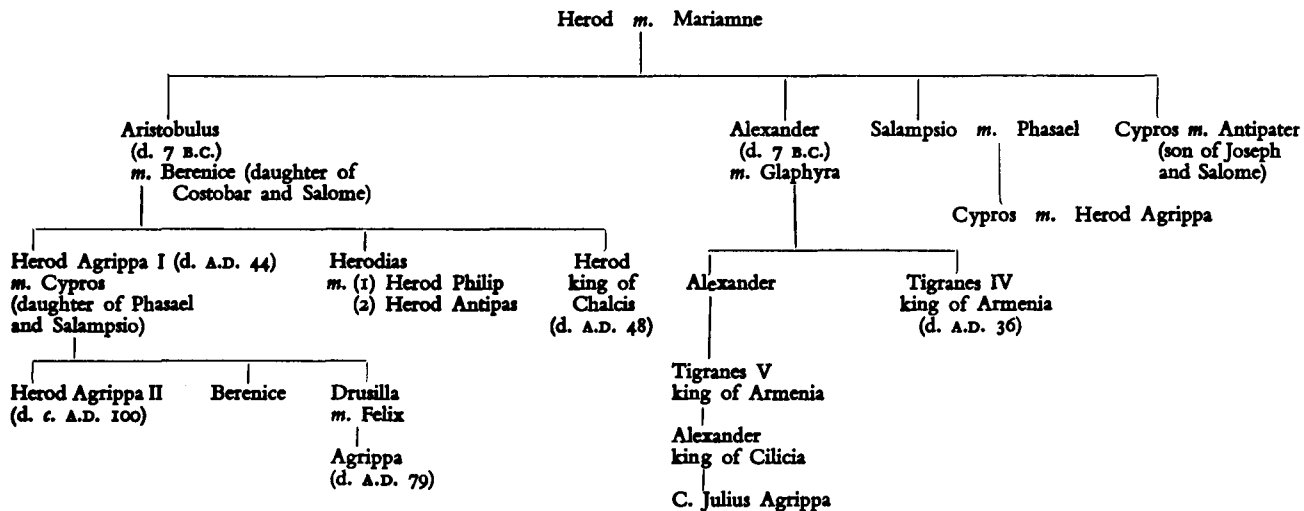 Herod m. Mariamne
Aristobulus
(d. 7 B.C.)
m. Berenice (daughter of
Costobar and Salome)
Alexander
(d. 7 B.C.)
m. Glaphyra
Salampsio m. Phasael
Cypros m. Antipater
(son of Joseph
and Salome)
Cypros m. Herod Agrippa
Herod Agrippa I (d. A.D. 44)
m. Cypros
(daughter of Phasael
and Salampsio)
Herodias
m. (1) Herod Philip
(2) Herod Antipas
Herod
king of
Chalcis
(d. A.D. 48)
Alexander
Tigranes IV
king of Armenia
(d. A.D. 36)
Herod Agrippa II
(d. c. A.D. 100)
Berenice
Drusilla
m. Felix
Agrippa
(d. A.D. 79)
Tigranes V
king of Armenia
Alexander
king of Cilicia
C. Julius Agrippa